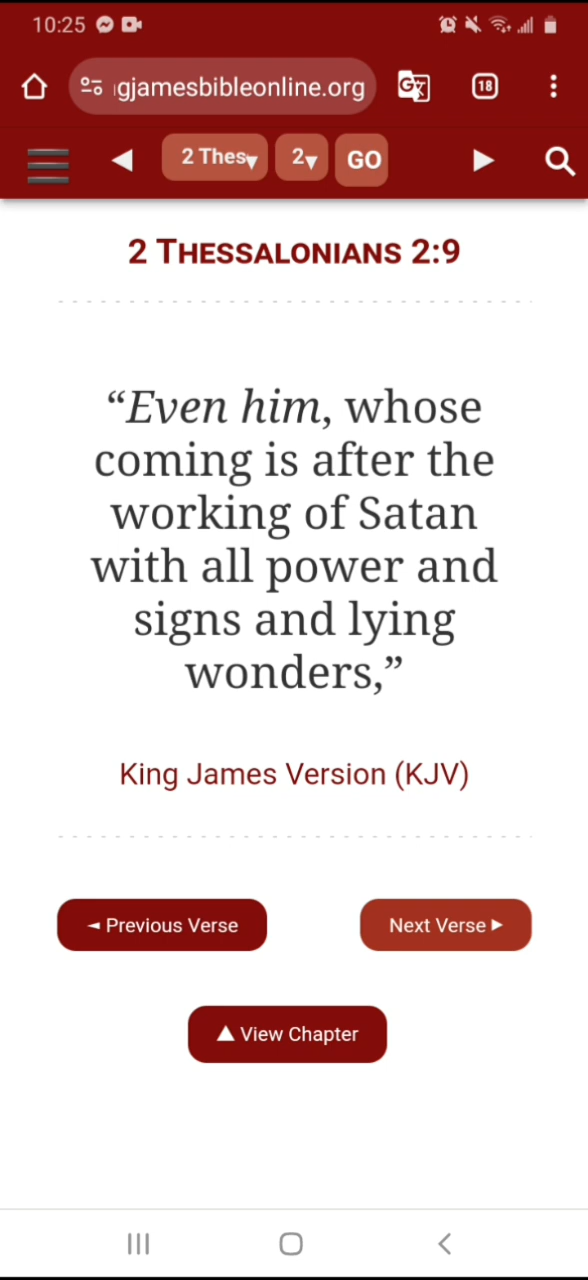 10:25
gjamesbibleonline.org
18
2 Thes
2
GO
2 THESSALONIANS 2:9
“Even him, whose
coming is after the
working of Satan
with all power and
signs and lying
wonders,”
King James Version (KJV)
◄ Previous Verse
Next Verse ►
▲ View Chapter